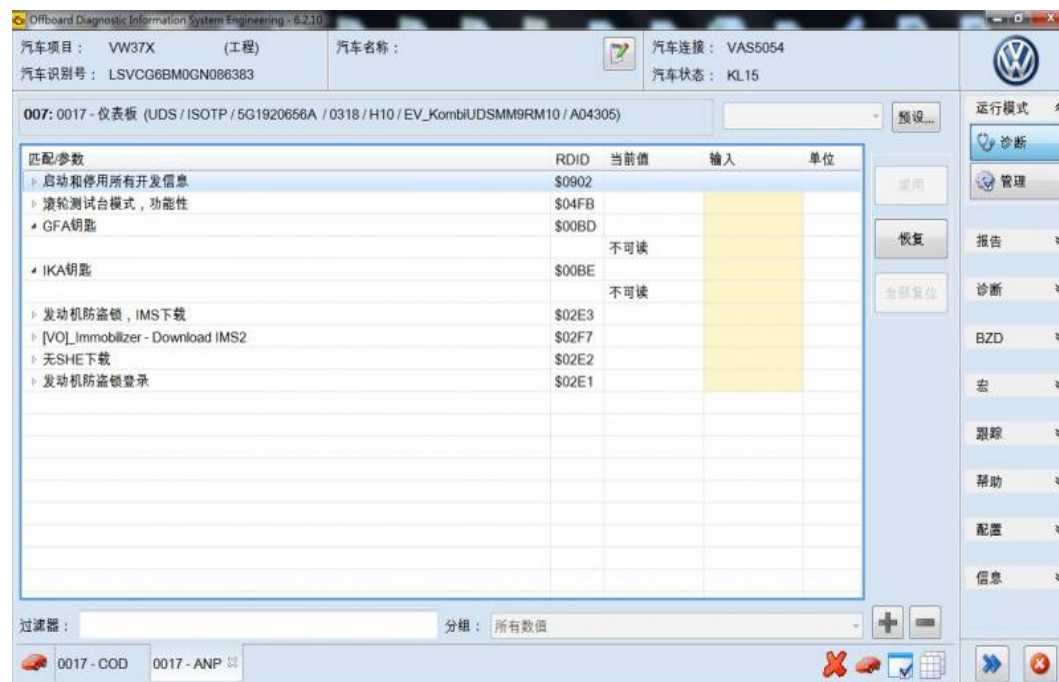 Offboard Diagnostic Information System Engineering - 6.2.10
汽车项目： VW37X (工程) 汽车名称： 汽车连接： VAS5054
汽车识别号： LSVCG6BM0GN086383 汽车状态： KL15
007: 0017 - 仪表板 (UDS / ISOTP / 5G1920656A / 0318 / H10 / EV_KombiUDSMM9RM10 / A04305) 预设...
运行模式
诊断
管理
匹配/参数 RDID 当前值 输入 单位
启动和停用所有开发信息 $0902 采用
滚轮测试台模式，功能性 $04FB
GFA钥匙 $00BD 恢复
不可读
IKA钥匙 $00BE
不可读 全部复位
发动机防盗锁，IMS下载 $02E3
[VO]_Immobilizer - Download IMS2 $02F7
无SHE下载 $02E2
发动机防盗锁登录 $02E1
报告
诊断
BZD
宏
跟踪
帮助
配置
信息
过滤器： 分组： 所有数值
0017 - COD 0017 - ANP